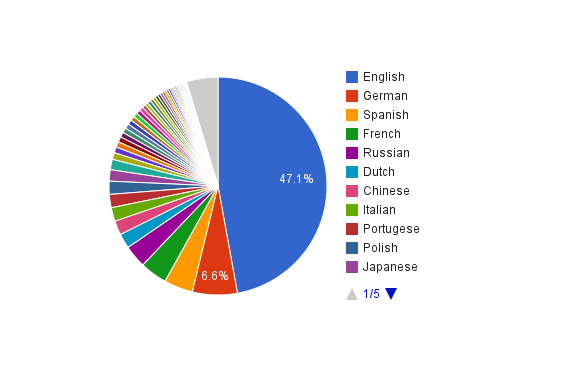 47.1%
6.6%
English
German
Spanish
French
Russian
Dutch
Chinese
Italian
Portugese
Polish
Japanese
1/5